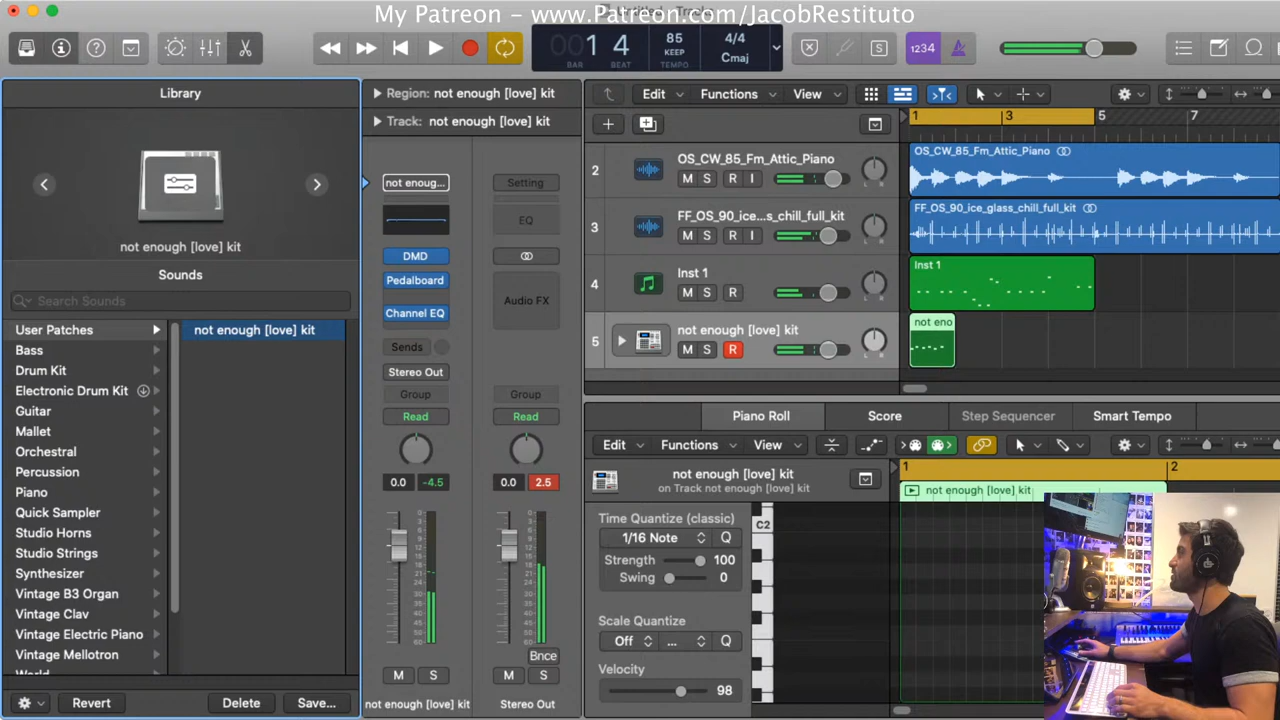 My Patreon - www.Patreon.com/JacobRestituto
1 4
BAR
BEAT
85
KEEP
TEMPO
4/4
Cmaj
1234
S
Library
not enough [love] kit
Sounds
Search Sounds
User Patches
not enough [love] kit
Bass
Drum Kit
Electronic Drum Kit
Guitar
Mallet
Orchestral
Percussion
Piano
Quick Sampler
Studio Horns
Studio Strings
Synthesizer
Vintage B3 Organ
Vintage Clav
Vintage Electric Piano
Vintage Mellotron
World
Revert
Delete
Save...
Region: not enough [love] kit
Track: not enough [love] kit
not enoug...
Setting
EQ
DMD
Pedalboard
Channel EQ
Audio FX
Sends
Stereo Out
Group
Group
Read
Read
0.0
-4.5
0.0
2.5
Bnce
M
S
M
S
not enough [love] kit
Stereo Out
Edit
Functions
View
1
3
5
7
2
OS_CW_85_Fm_Attic_Piano
M S R I
OS_CW_85_Fm_Attic_Piano
3
FF_OS_90_ice...s_chill_full_kit
M S R I
FF_OS_90_ice_glass_chill_full_kit
4
Inst 1
M S R
Inst 1
5
not enough [love] kit
M S R
not eno
Piano Roll
Score
Step Sequencer
Smart Tempo
Edit
Functions
View
not enough [love] kit
on Track not enough [love] kit
1
2
not enough [love] kit
Time Quantize (classic)
1/16 Note
Q
Strength
100
Swing
0
Scale Quantize
Off
...
Q
Velocity
98
C2